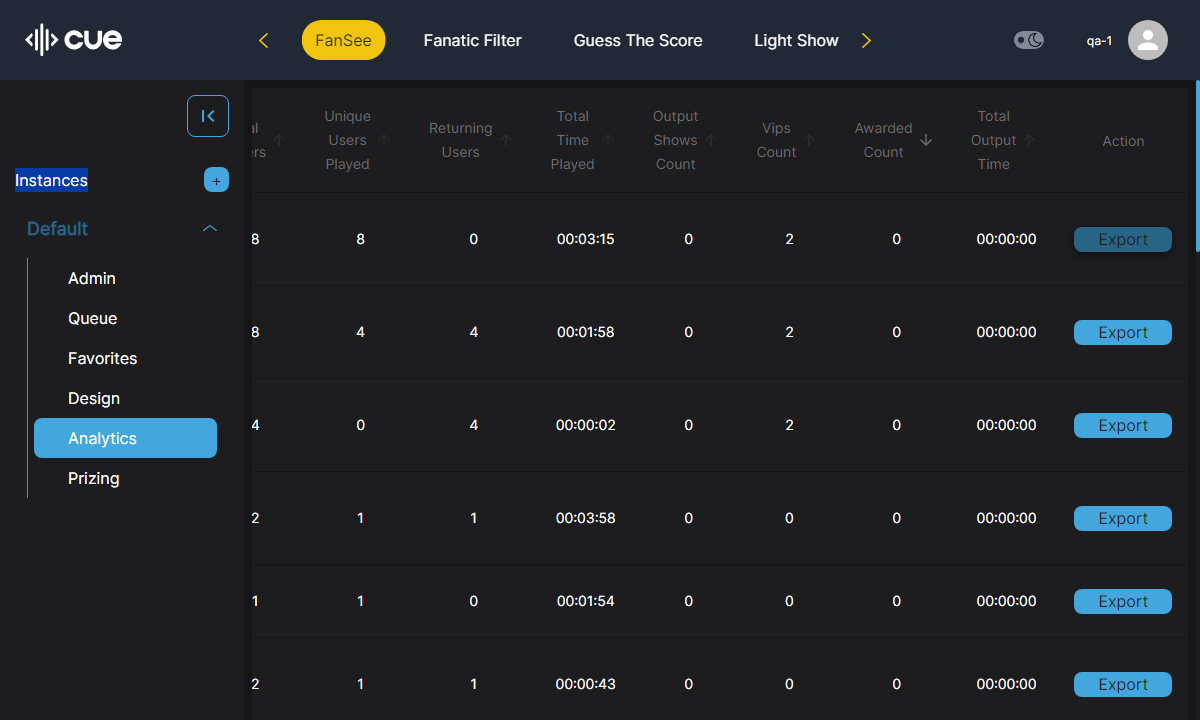 cue
FanSee
Fanatic Filter
Guess The Score
Light Show
qa-1
Instances
+
Default
Admin
Queue
Favorites
Design
Analytics
Prizing
Unique
Users
Played
Returning
Users
Total
Time
Played
Output
Shows
Count
Vips
Count
Awarded
Count
Total
Output
Time
Action
8 8 0 00:03:15 0 2 0 00:00:00 Export
8 4 4 00:01:58 0 2 0 00:00:00 Export
4 0 4 00:00:02 0 2 0 00:00:00 Export
2 1 1 00:03:58 0 0 0 00:00:00 Export
1 1 0 00:01:54 0 0 0 00:00:00 Export
2 1 1 00:00:43 0 0 0 00:00:00 Export